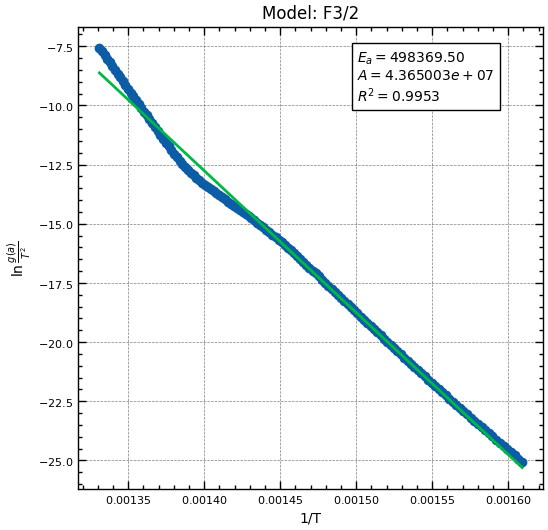 Model: F3/2
E_a = 498369.50
A = 4.365003e + 07
R² = 0.9953
−7.5
−10.0
−12.5
−15.0
−17.5
−20.0
−22.5
−25.0
ln g(a)/T²
0.00135 0.00140 0.00145 0.00150 0.00155 0.00160
1/T